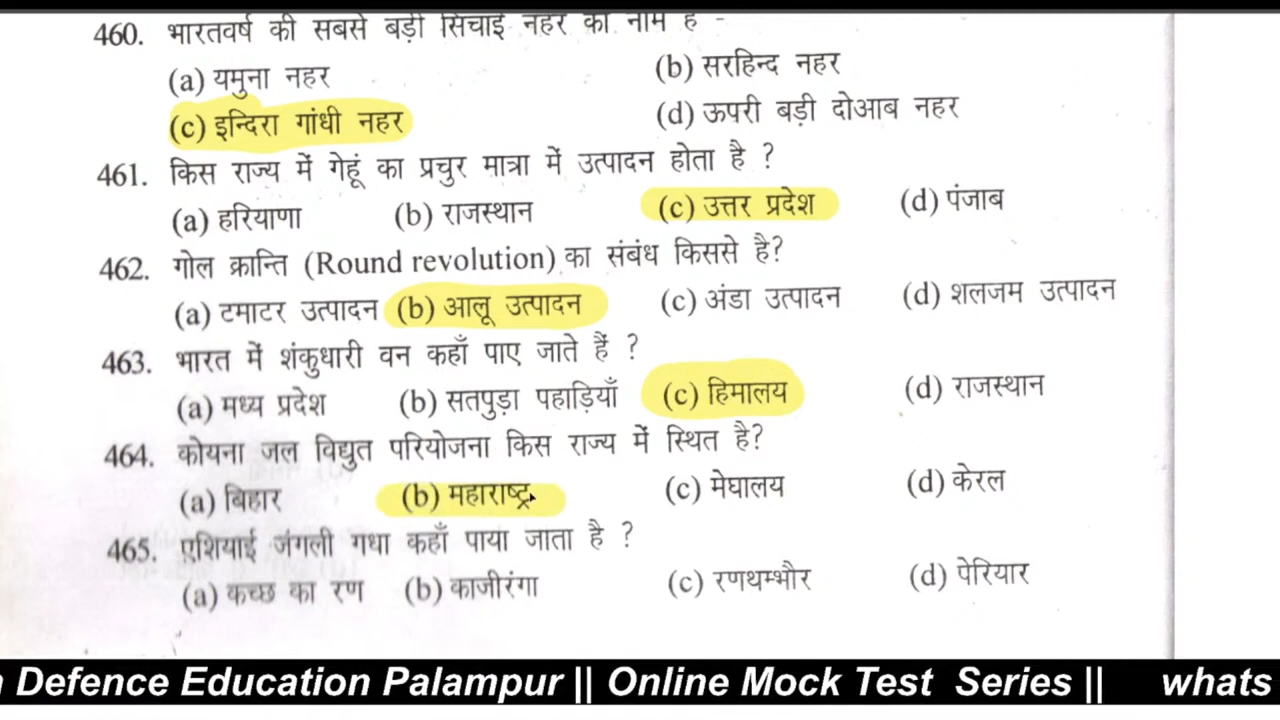 460. भारतवर्ष की सबसे बड़ी सिंचाई नहर का नाम है -
(a) यमुना नहर (b) सरहिन्द नहर
(c) इन्दिरा गांधी नहर (d) ऊपरी बड़ी दोआब नहर
461. किस राज्य में गेहूं का प्रचुर मात्रा में उत्पादन होता है ?
(a) हरियाणा (b) राजस्थान (c) उत्तर प्रदेश (d) पंजाब
462. गोल क्रान्ति (Round revolution) का संबंध किससे है?
(a) टमाटर उत्पादन (b) आलू उत्पादन (c) अंडा उत्पादन (d) शलजम उत्पादन
463. भारत में शंकुधारी वन कहाँ पाए जाते हैं ?
(a) मध्य प्रदेश (b) सतपुड़ा पहाड़ियाँ (c) हिमालय (d) राजस्थान
464. कोयना जल विद्युत परियोजना किस राज्य में स्थित है?
(a) बिहार (b) महाराष्ट्र (c) मेघालय (d) केरल
465. एशियाई जंगली गधा कहाँ पाया जाता है ?
(a) कच्छ का रण (b) काजीरंगा (c) रणथम्भौर (d) पेरियार
Defence Education Palampur || Online Mock Test Series || whats